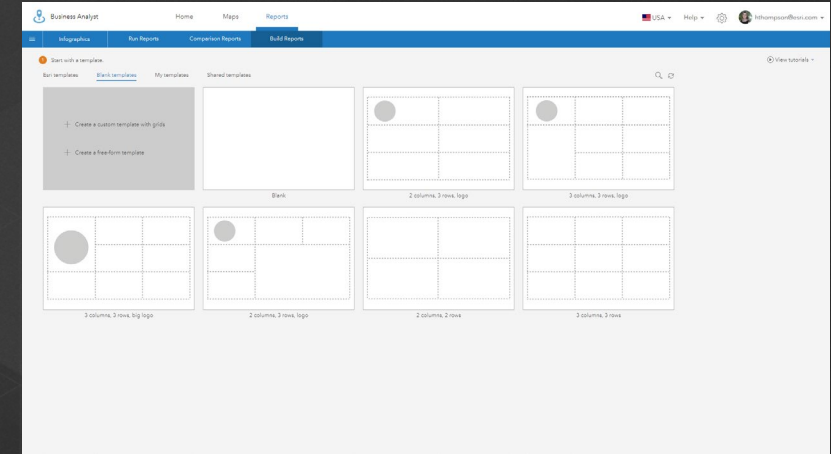 Business Analyst
Home
Maps
Reports
USA
Help
hthompson@esri.com
Infographics
Run Reports
Comparison Reports
Build Reports
Start with a template.
View tutorials
Esri templates
Blank templates
My templates
Shared templates
+ Create a custom template with grids
+ Create a free-form template
Blank
2 columns, 3 rows, logo
3 columns, 3 rows, logo
3 columns, 3 rows, big logo
2 columns, 3 rows, logo
2 columns, 2 rows
3 columns, 3 rows